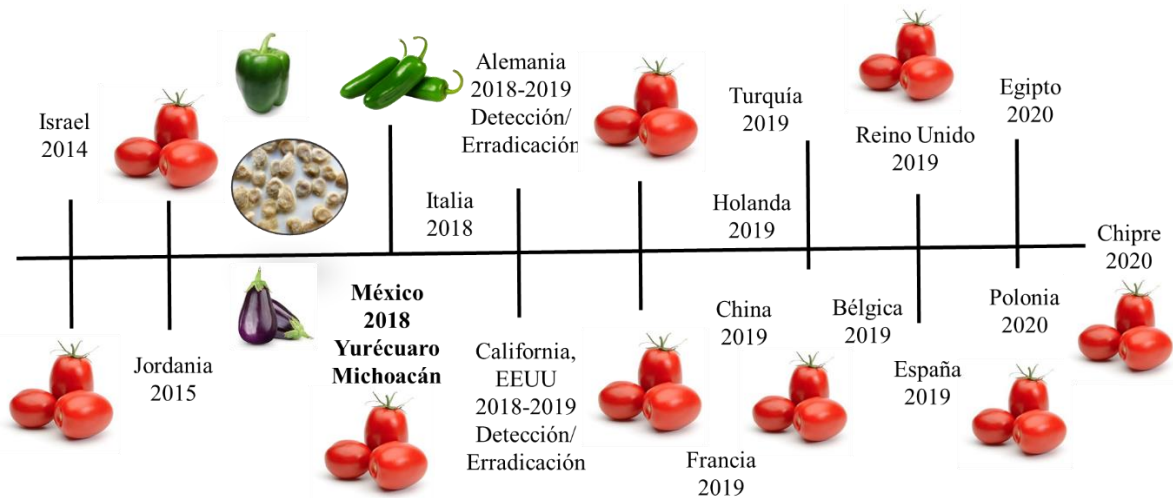 Israel
2014
Jordania
2015
México
2018
Yurécuaro
Michoacán
Italia
2018
Alemania
2018-2019
Detección/
Erradicación
California,
EEUU
2018-2019
Detección/
Erradicación
Francia
2019
Holanda
2019
China
2019
Turquía
2019
Bélgica
2019
Reino Unido
2019
España
2019
Egipto
2020
Polonia
2020
Chipre
2020